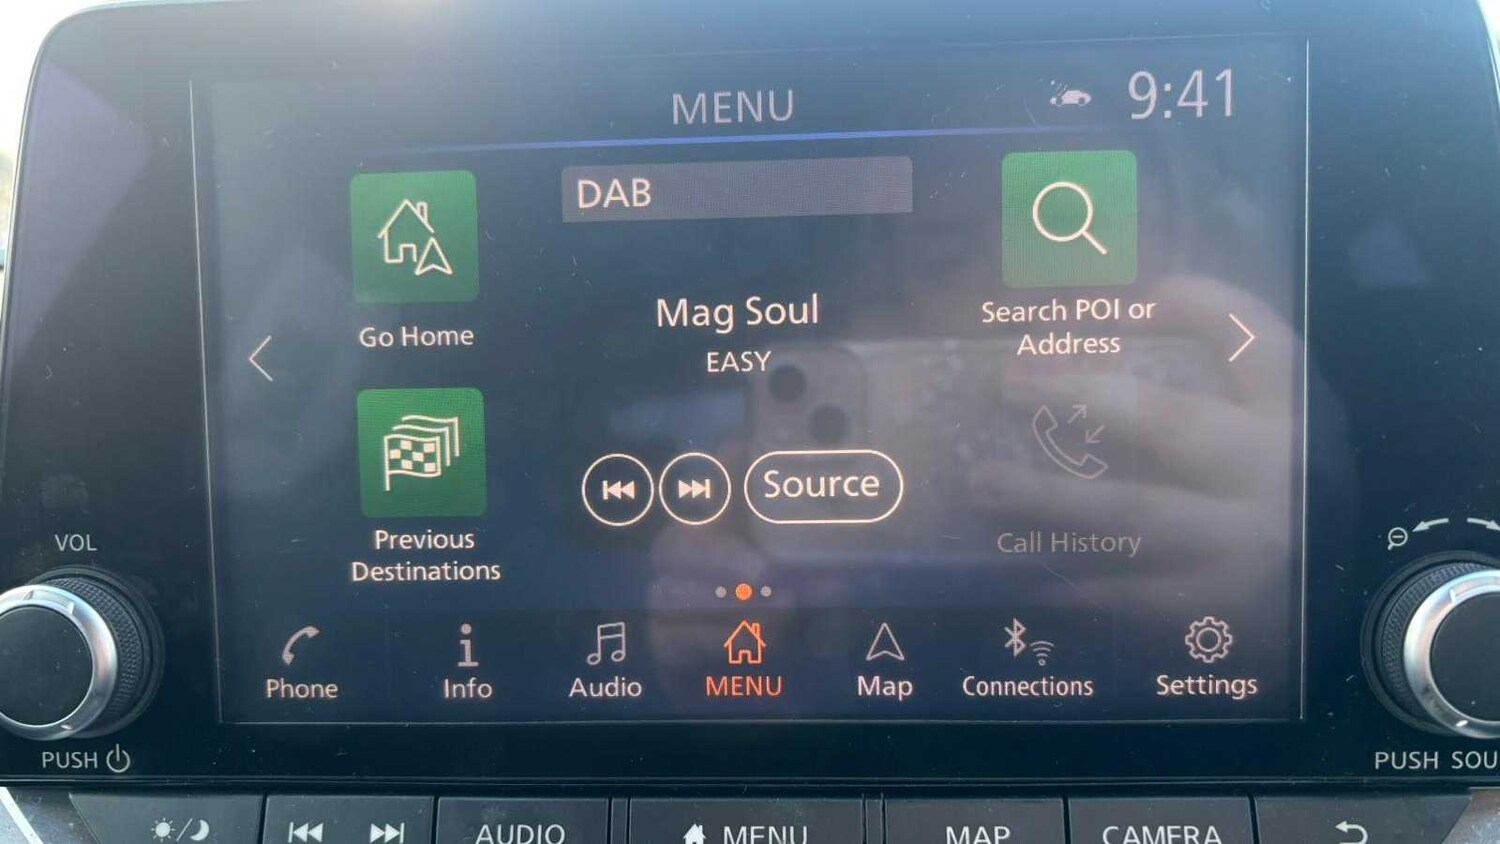 MENU
9:41
DAB
Go Home
Mag Soul
EASY
Search POI or
Address
Previous
Destinations
Source
Call History
Phone
Info
Audio
MENU
Map
Connections
Settings
VOL
PUSH
PUSH SOU
AUDIO
MENU
MAP
CAMERA